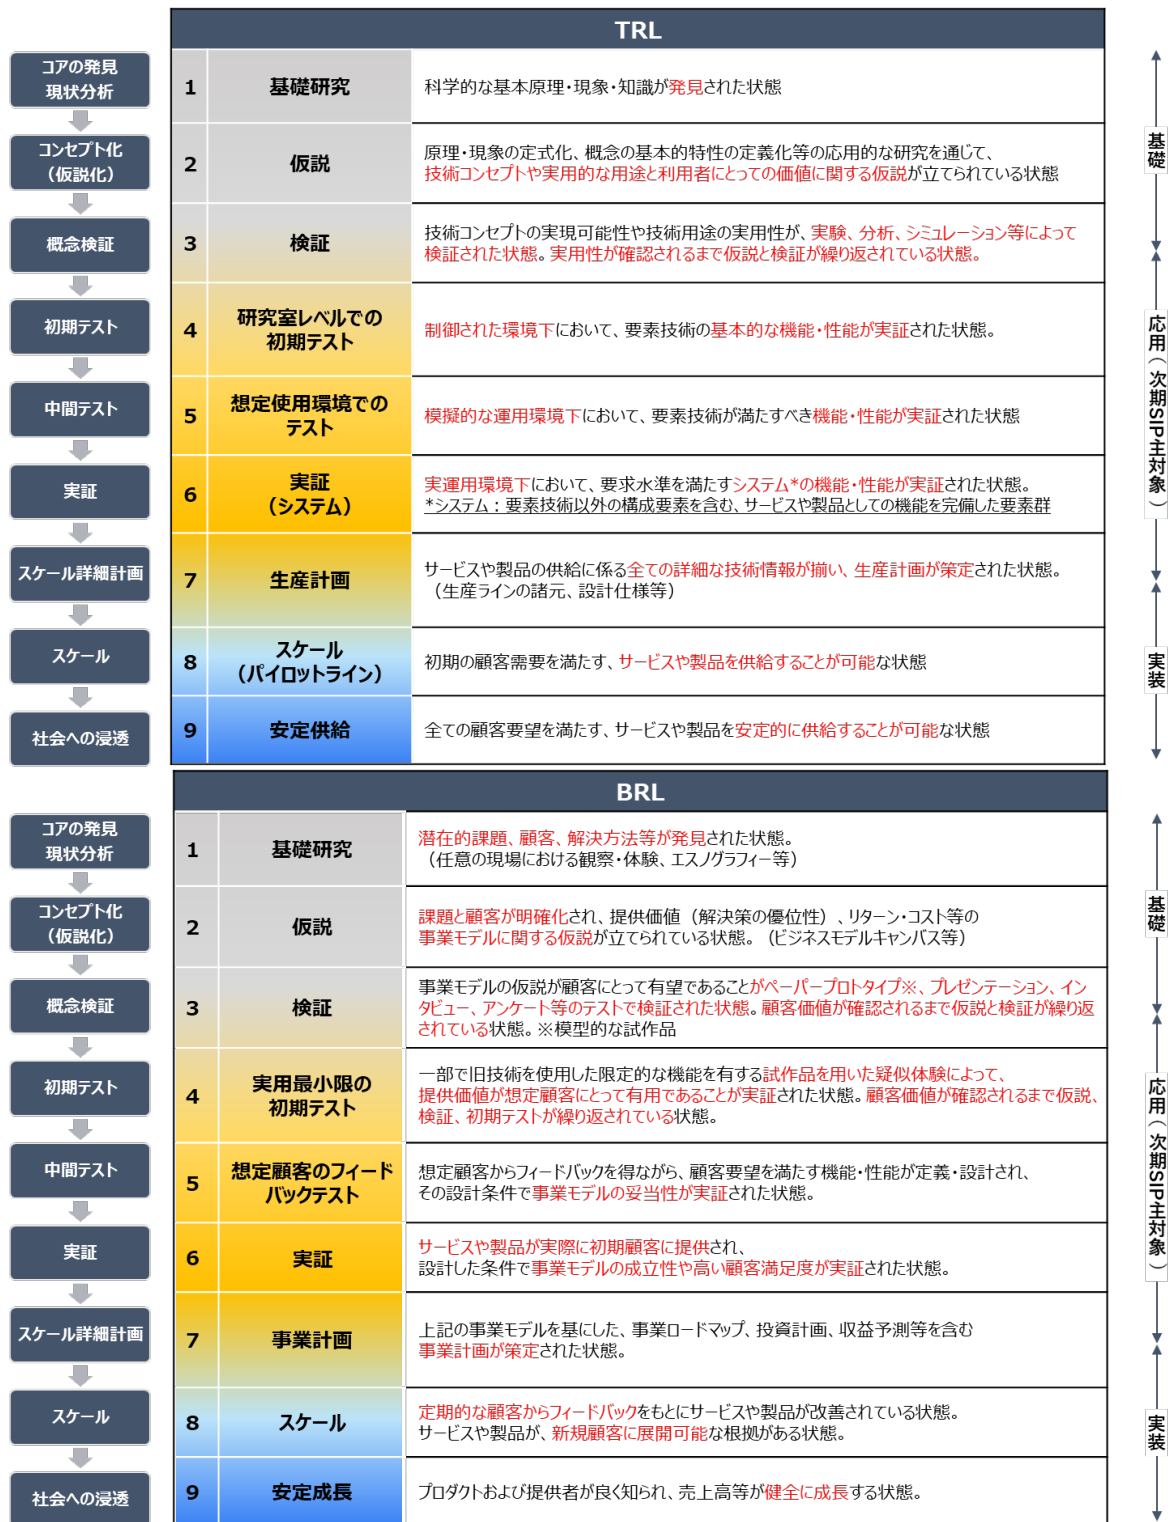 TRL
コアの発見
現状分析
コンセプト化
（仮説化）
概念検証
初期テスト
中間テスト
実証
スケール詳細計画
スケール
社会への浸透
1
基礎研究
科学的な基本原理・現象・知識が発見された状態
2
仮説
原理・現象の定式化、概念の基本的特性の定義化等の応用的な研究を通じて、
技術コンセプトや実用的な用途と利用者にとっての価値に関する仮説が立てられている状態
3
検証
技術コンセプトの実現可能性や技術用途の実用性が、実験、分析、シミュレーション等によって
検証された状態。実用性が確認されるまで仮説と検証が繰り返されている状態。
4
研究室レベルでの
初期テスト
制御された環境下において、要素技術の基本的な機能・性能が実証された状態。
5
想定使用環境での
テスト
模擬的な運用環境下において、要素技術が満たすべき機能・性能が実証された状態
6
実証
（システム）
実運用環境下において、要求水準を満たすシステム*の機能・性能が実証された状態。
*システム：要素技術以外の構成要素を含む、サービスや製品としての機能を完備した要素群
7
生産計画
サービスや製品の供給に係る全ての詳細な技術情報が揃い、生産計画が策定された状態。
（生産ラインの諸元、設計仕様等）
8
スケール
（パイロットライン）
初期の顧客需要を満たす、サービスや製品を供給することが可能な状態
9
安定供給
全ての顧客要望を満たす、サービスや製品を安定的に供給することが可能な状態
基礎
応用（次期SIP主対象）
実装
BRL
コアの発見
現状分析
コンセプト化
（仮説化）
概念検証
初期テスト
中間テスト
実証
スケール詳細計画
スケール
社会への浸透
1
基礎研究
潜在的課題、顧客、解決方法等が発見された状態。
（任意の現場における観察・体験、エスノグラフィー等）
2
仮説
課題と顧客が明確化され、提供価値（解決策の優位性）、リターン・コスト等の
事業モデルに関する仮説が立てられている状態。（ビジネスモデルキャンバス等）
3
検証
事業モデルの仮説が顧客にとって有望であることがペーパープロトタイプ※、プレゼンテーション、イン
タビュー、アンケート等のテストで検証された状態。顧客価値が確認されるまで仮説と検証が繰り返
されている状態。※模型的な試作品
4
実用最小限の
初期テスト
一部で旧技術を使用した限定的な機能を有する試作品を用いた疑似体験によって、
提供価値が想定顧客にとって有用であることが実証された状態。顧客価値が確認されるまで仮説、
検証、初期テストが繰り返されている状態。
5
想定顧客のフィード
バックテスト
想定顧客からフィードバックを得ながら、顧客要望を満たす機能・性能が定義・設計され、
その設計条件で事業モデルの妥当性が実証された状態。
6
実証
サービスや製品が実際に初期顧客に提供され、
設計した条件で事業モデルの成立性や高い顧客満足度が実証された状態。
7
事業計画
上記の事業モデルを基にした、事業ロードマップ、投資計画、収益予測等を含む
事業計画が策定された状態。
8
スケール
定期的な顧客からフィードバックをもとにサービスや製品が改善されている状態。
サービスや製品が、新規顧客に展開可能な根拠がある状態。
9
安定成長
プロダクトおよび提供者が良く知られ、売上高等が健全に成長する状態。
基礎
応用（次期SIP主対象）
実装